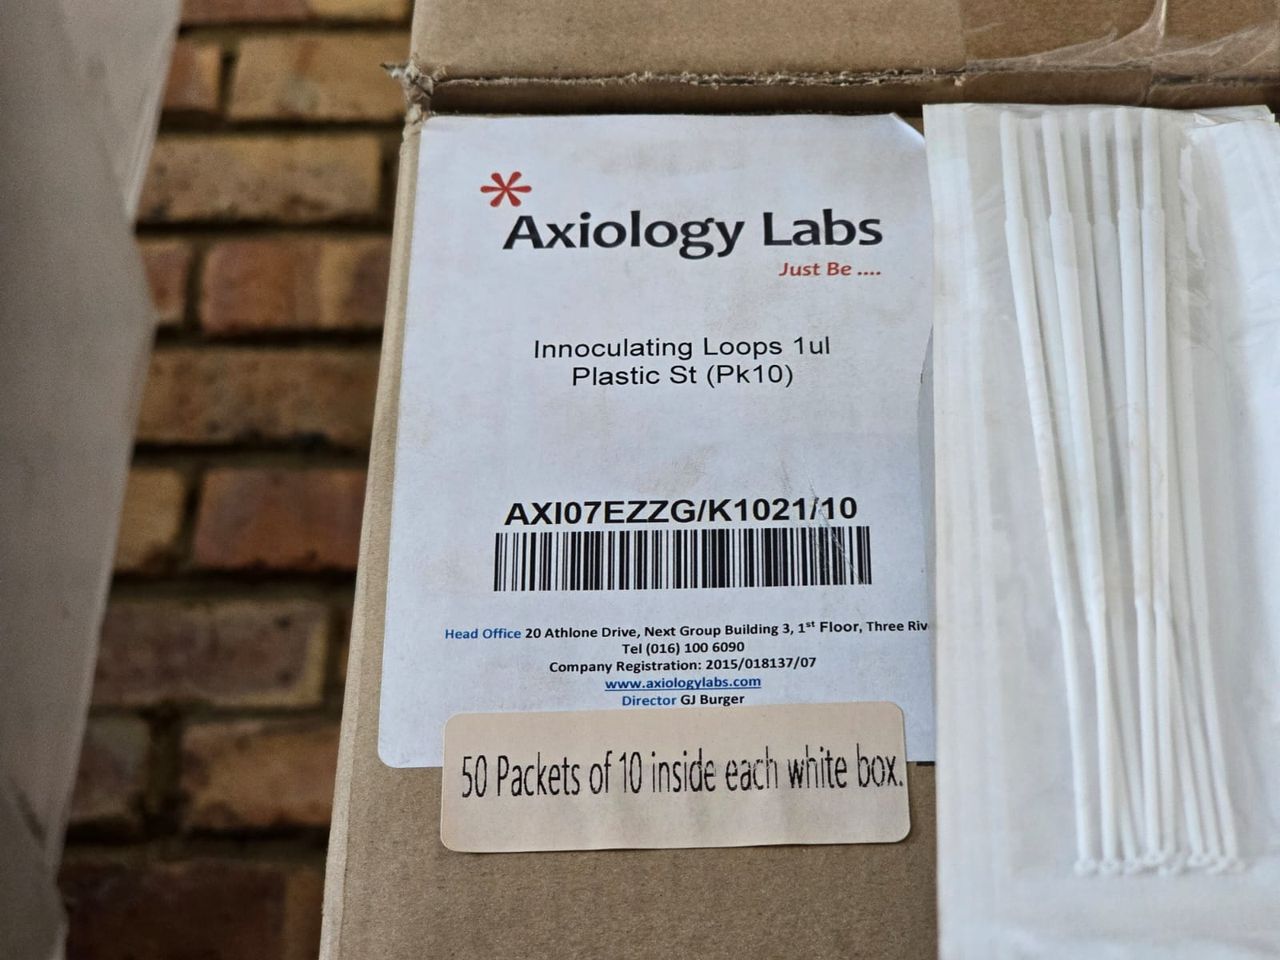 Axiology Labs
Just Be ....
Innoculating Loops 1ul
Plastic St (Pk10)
AXI07EZZG/K1021/10
Head Office 20 Athlone Drive, Next Group Building 3, 1st Floor, Three
Tel (016) 100 6090
Company Registration: 2015/018137/07
www.axiologylabs.com
Director GJ Burger
50 Packets of 10 inside each white box.